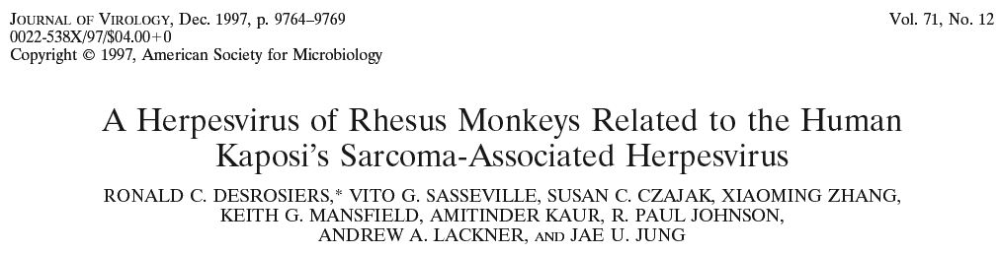 JOURNAL OF VIROLOGY, Dec. 1997, p. 9764–9769 Vol. 71, No. 12
0022-538X/97/$04.00+0
Copyright © 1997, American Society for Microbiology
A Herpesvirus of Rhesus Monkeys Related to the Human
Kaposi's Sarcoma-Associated Herpesvirus
RONALD C. DESROSIERS,* VITO G. SASSEVILLE, SUSAN C. CZAJAK, XIAOMING ZHANG,
KEITH G. MANSFIELD, AMITINDER KAUR, R. PAUL JOHNSON,
ANDREW A. LACKNER, AND JAE U. JUNG